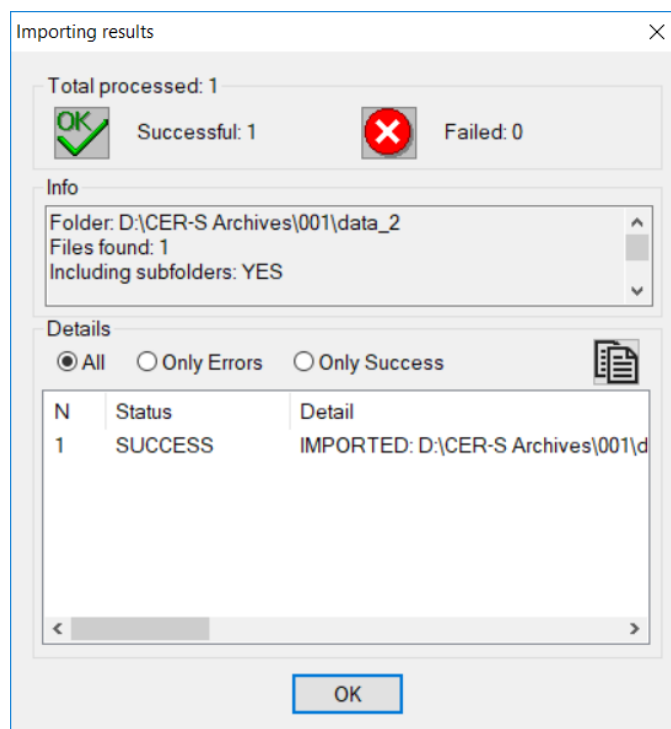 Importing results
Total processed: 1
OK
Successful: 1
Failed: 0
Info
Folder: D:\CER-S Archives\001\data_2
Files found: 1
Including subfolders: YES
Details
All
Only Errors
Only Success
N Status Detail
1 SUCCESS IMPORTED: D:\CER-S Archives\001\d
OK